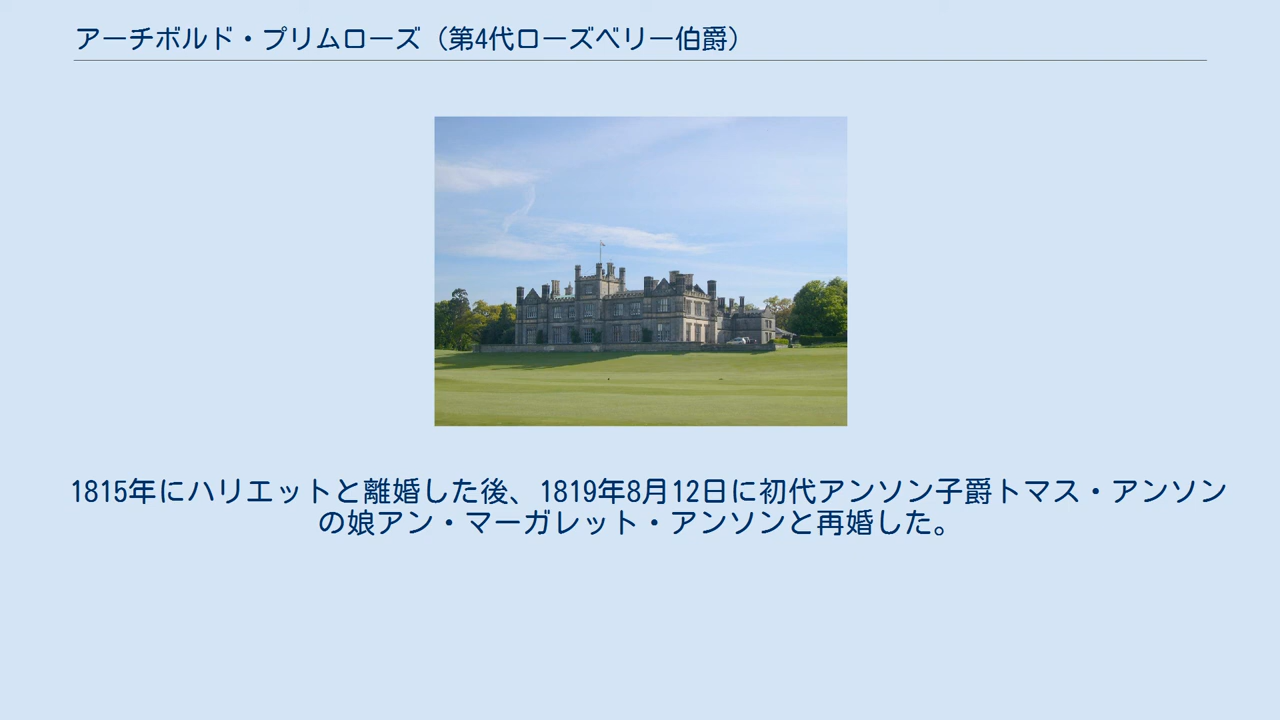 アーチボルド・プリムローズ（第4代ローズベリー伯爵）
1815年にハリエットと離婚した後、1819年8月12日に初代アンソン子爵トマス・アンソン
の娘アン・マーガレット・アンソンと再婚した。